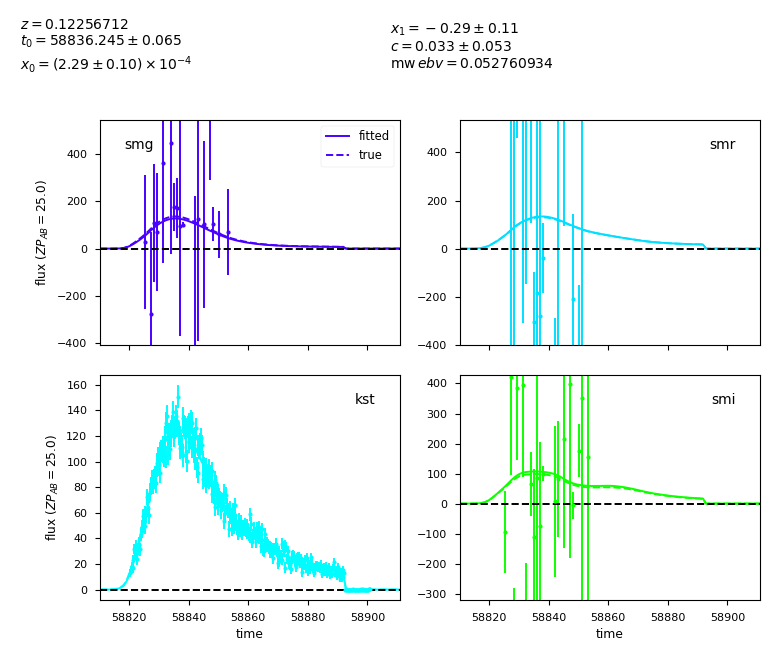 z = 0.12256712
t₀ = 58836.245 ± 0.065
x₀ = (2.29 ± 0.10) × 10⁻⁴
x₁ = −0.29 ± 0.11
c = 0.033 ± 0.053
mw ebv = 0.052760934
smg
fitted
true
400
200
0
−200
−400
flux (ZP_AB = 25.0)
smr
400
200
0
−200
−400
kst
160
140
120
100
80
60
40
20
0
flux (ZP_AB = 25.0)
58820 58840 58860 58880 58900
time
smi
400
300
200
100
0
−100
−200
−300
58820 58840 58860 58880 58900
time